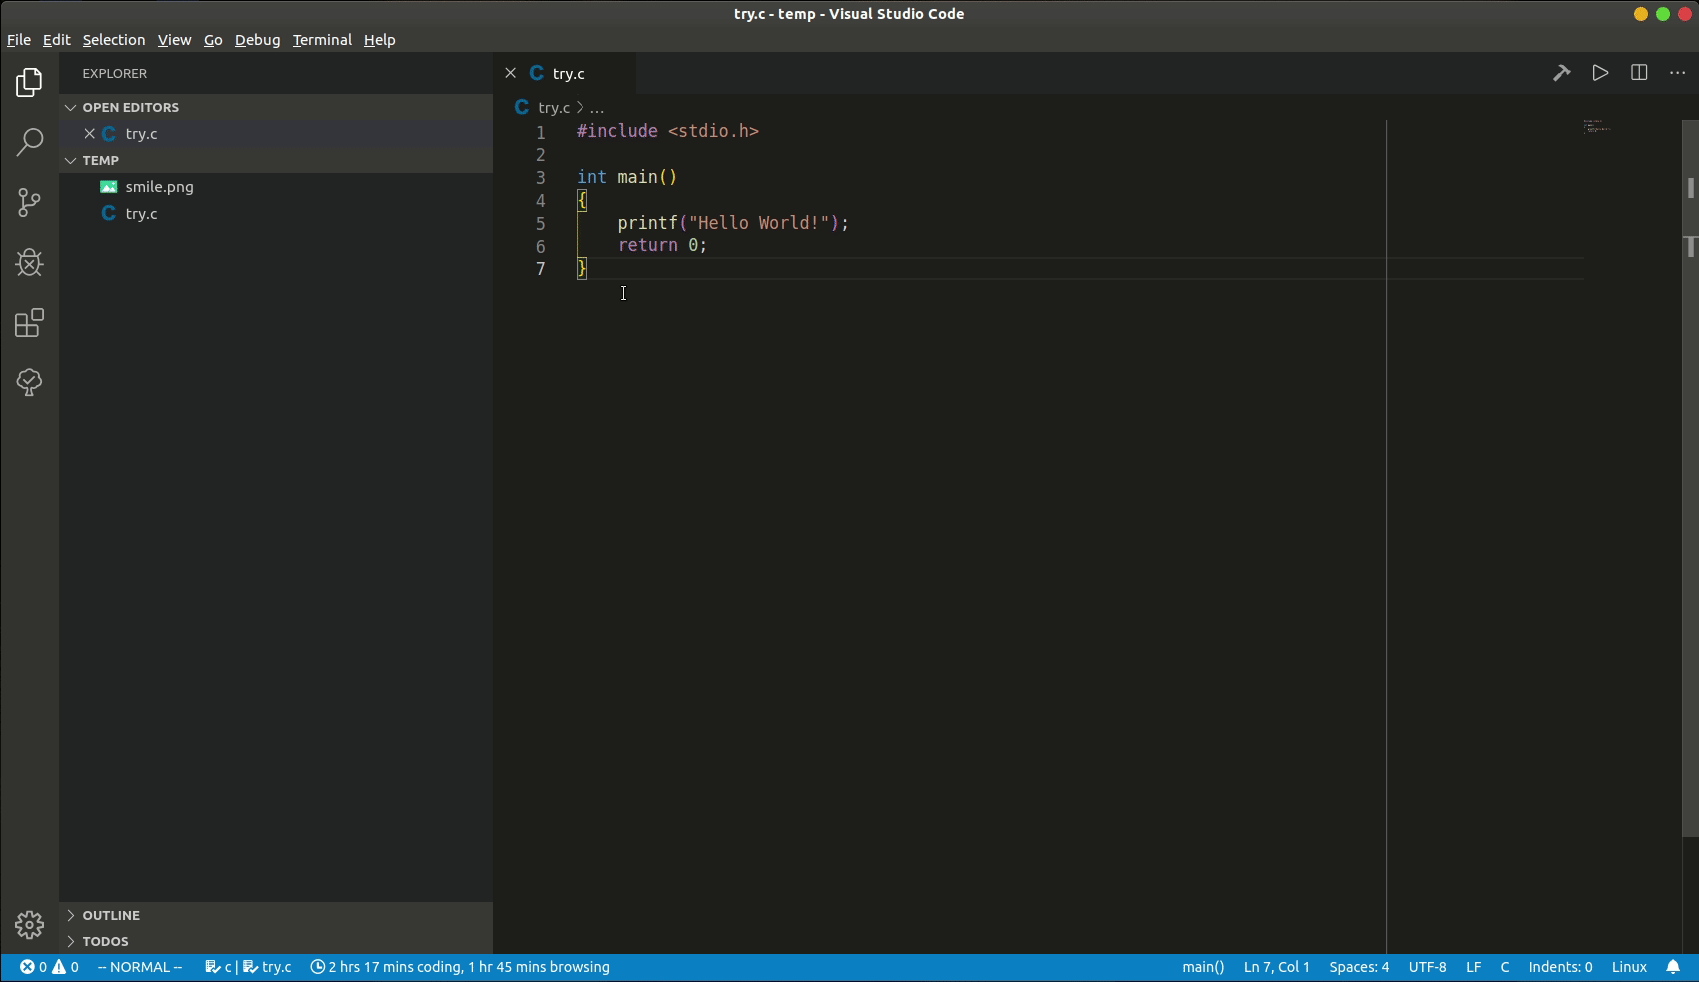 try.c - temp - Visual Studio Code
File Edit Selection View Go Debug Terminal Help
EXPLORER
OPEN EDITORS
C try.c
TEMP
smile.png
C try.c
OUTLINE
TODOS
C try.c
C try.c > ...
1 #include <stdio.h>
2
3 int main()
4 {
5 printf("Hello World!");
6 return 0;
7 }
0 0 -- NORMAL -- c | try.c 2 hrs 17 mins coding, 1 hr 45 mins browsing main() Ln 7, Col 1 Spaces: 4 UTF-8 LF C Indents: 0 Linux